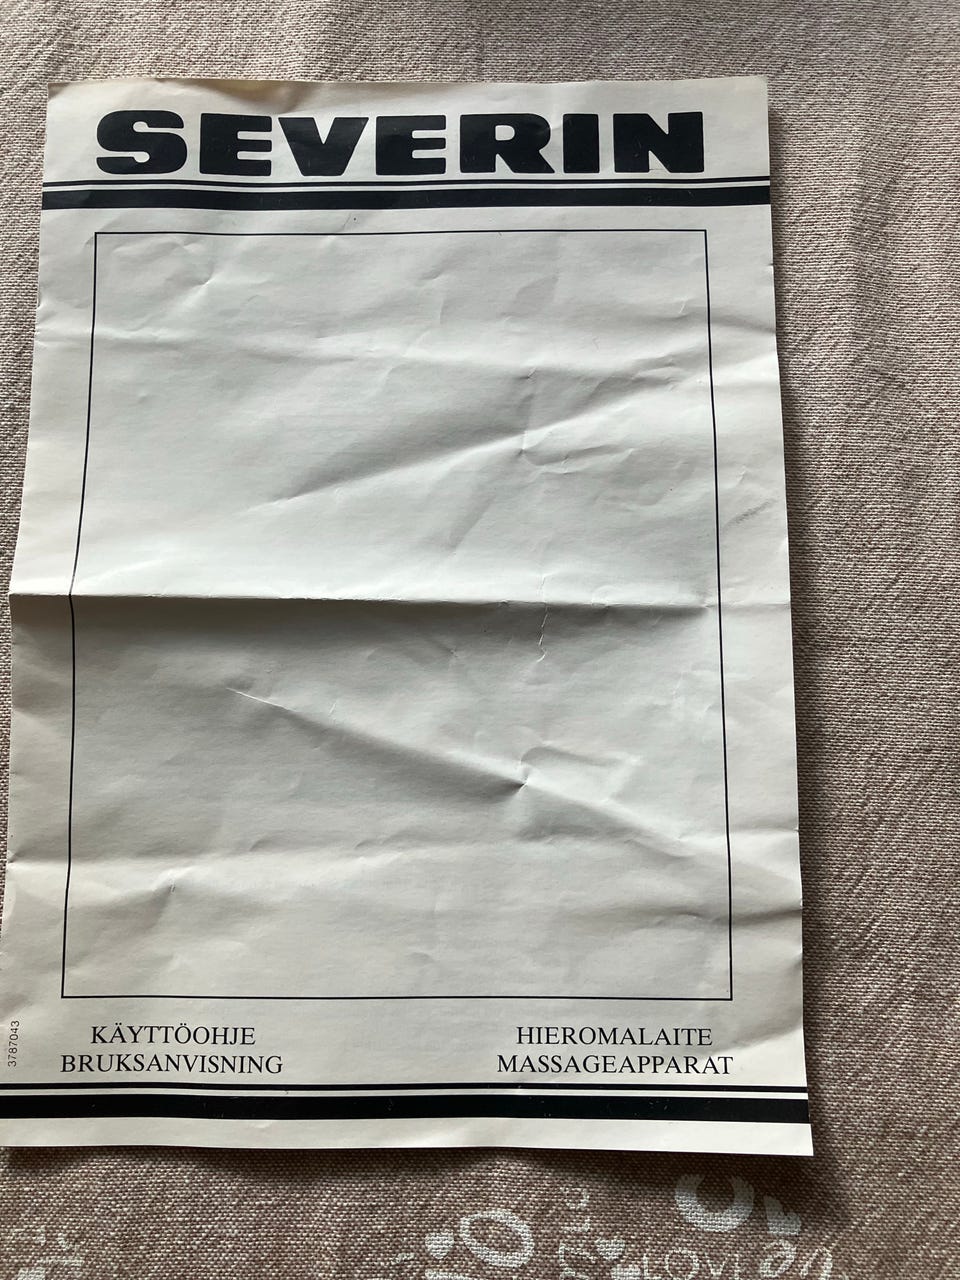 SEVERIN
3787043
KÄYTTÖOHJE
BRUKSANVISNING
HIEROMALAITE
MASSAGEAPPARAT